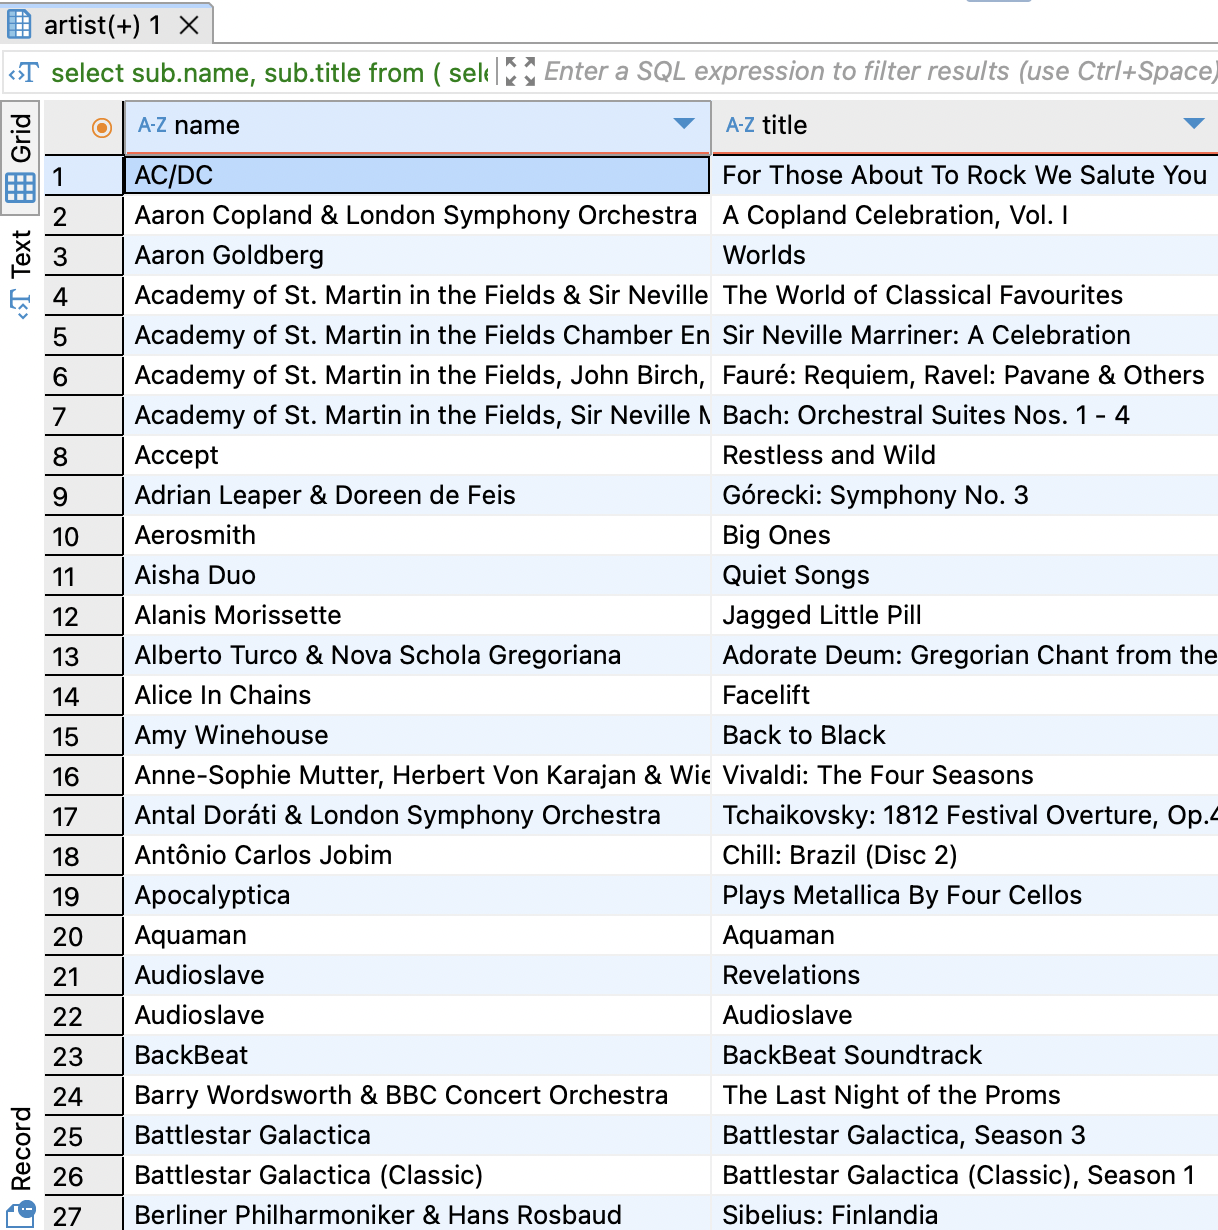 artist(+) 1
select sub.name, sub.title from ( sele Enter a SQL expression to filter results (use Ctrl+Space)
Grid
Text
Record
name title
1 AC/DC For Those About To Rock We Salute You
2 Aaron Copland & London Symphony Orchestra A Copland Celebration, Vol. I
3 Aaron Goldberg Worlds
4 Academy of St. Martin in the Fields & Sir Neville The World of Classical Favourites
5 Academy of St. Martin in the Fields Chamber En Sir Neville Marriner: A Celebration
6 Academy of St. Martin in the Fields, John Birch, Fauré: Requiem, Ravel: Pavane & Others
7 Academy of St. Martin in the Fields, Sir Neville M Bach: Orchestral Suites Nos. 1 - 4
8 Accept Restless and Wild
9 Adrian Leaper & Doreen de Feis Górecki: Symphony No. 3
10 Aerosmith Big Ones
11 Aisha Duo Quiet Songs
12 Alanis Morissette Jagged Little Pill
13 Alberto Turco & Nova Schola Gregoriana Adorate Deum: Gregorian Chant from the
14 Alice In Chains Facelift
15 Amy Winehouse Back to Black
16 Anne-Sophie Mutter, Herbert Von Karajan & Wie Vivaldi: The Four Seasons
17 Antal Doráti & London Symphony Orchestra Tchaikovsky: 1812 Festival Overture, Op.4
18 Antônio Carlos Jobim Chill: Brazil (Disc 2)
19 Apocalyptica Plays Metallica By Four Cellos
20 Aquaman Aquaman
21 Audioslave Revelations
22 Audioslave Audioslave
23 BackBeat BackBeat Soundtrack
24 Barry Wordsworth & BBC Concert Orchestra The Last Night of the Proms
25 Battlestar Galactica Battlestar Galactica, Season 3
26 Battlestar Galactica (Classic) Battlestar Galactica (Classic), Season 1
27 Berliner Philharmoniker & Hans Rosbaud Sibelius: Finlandia